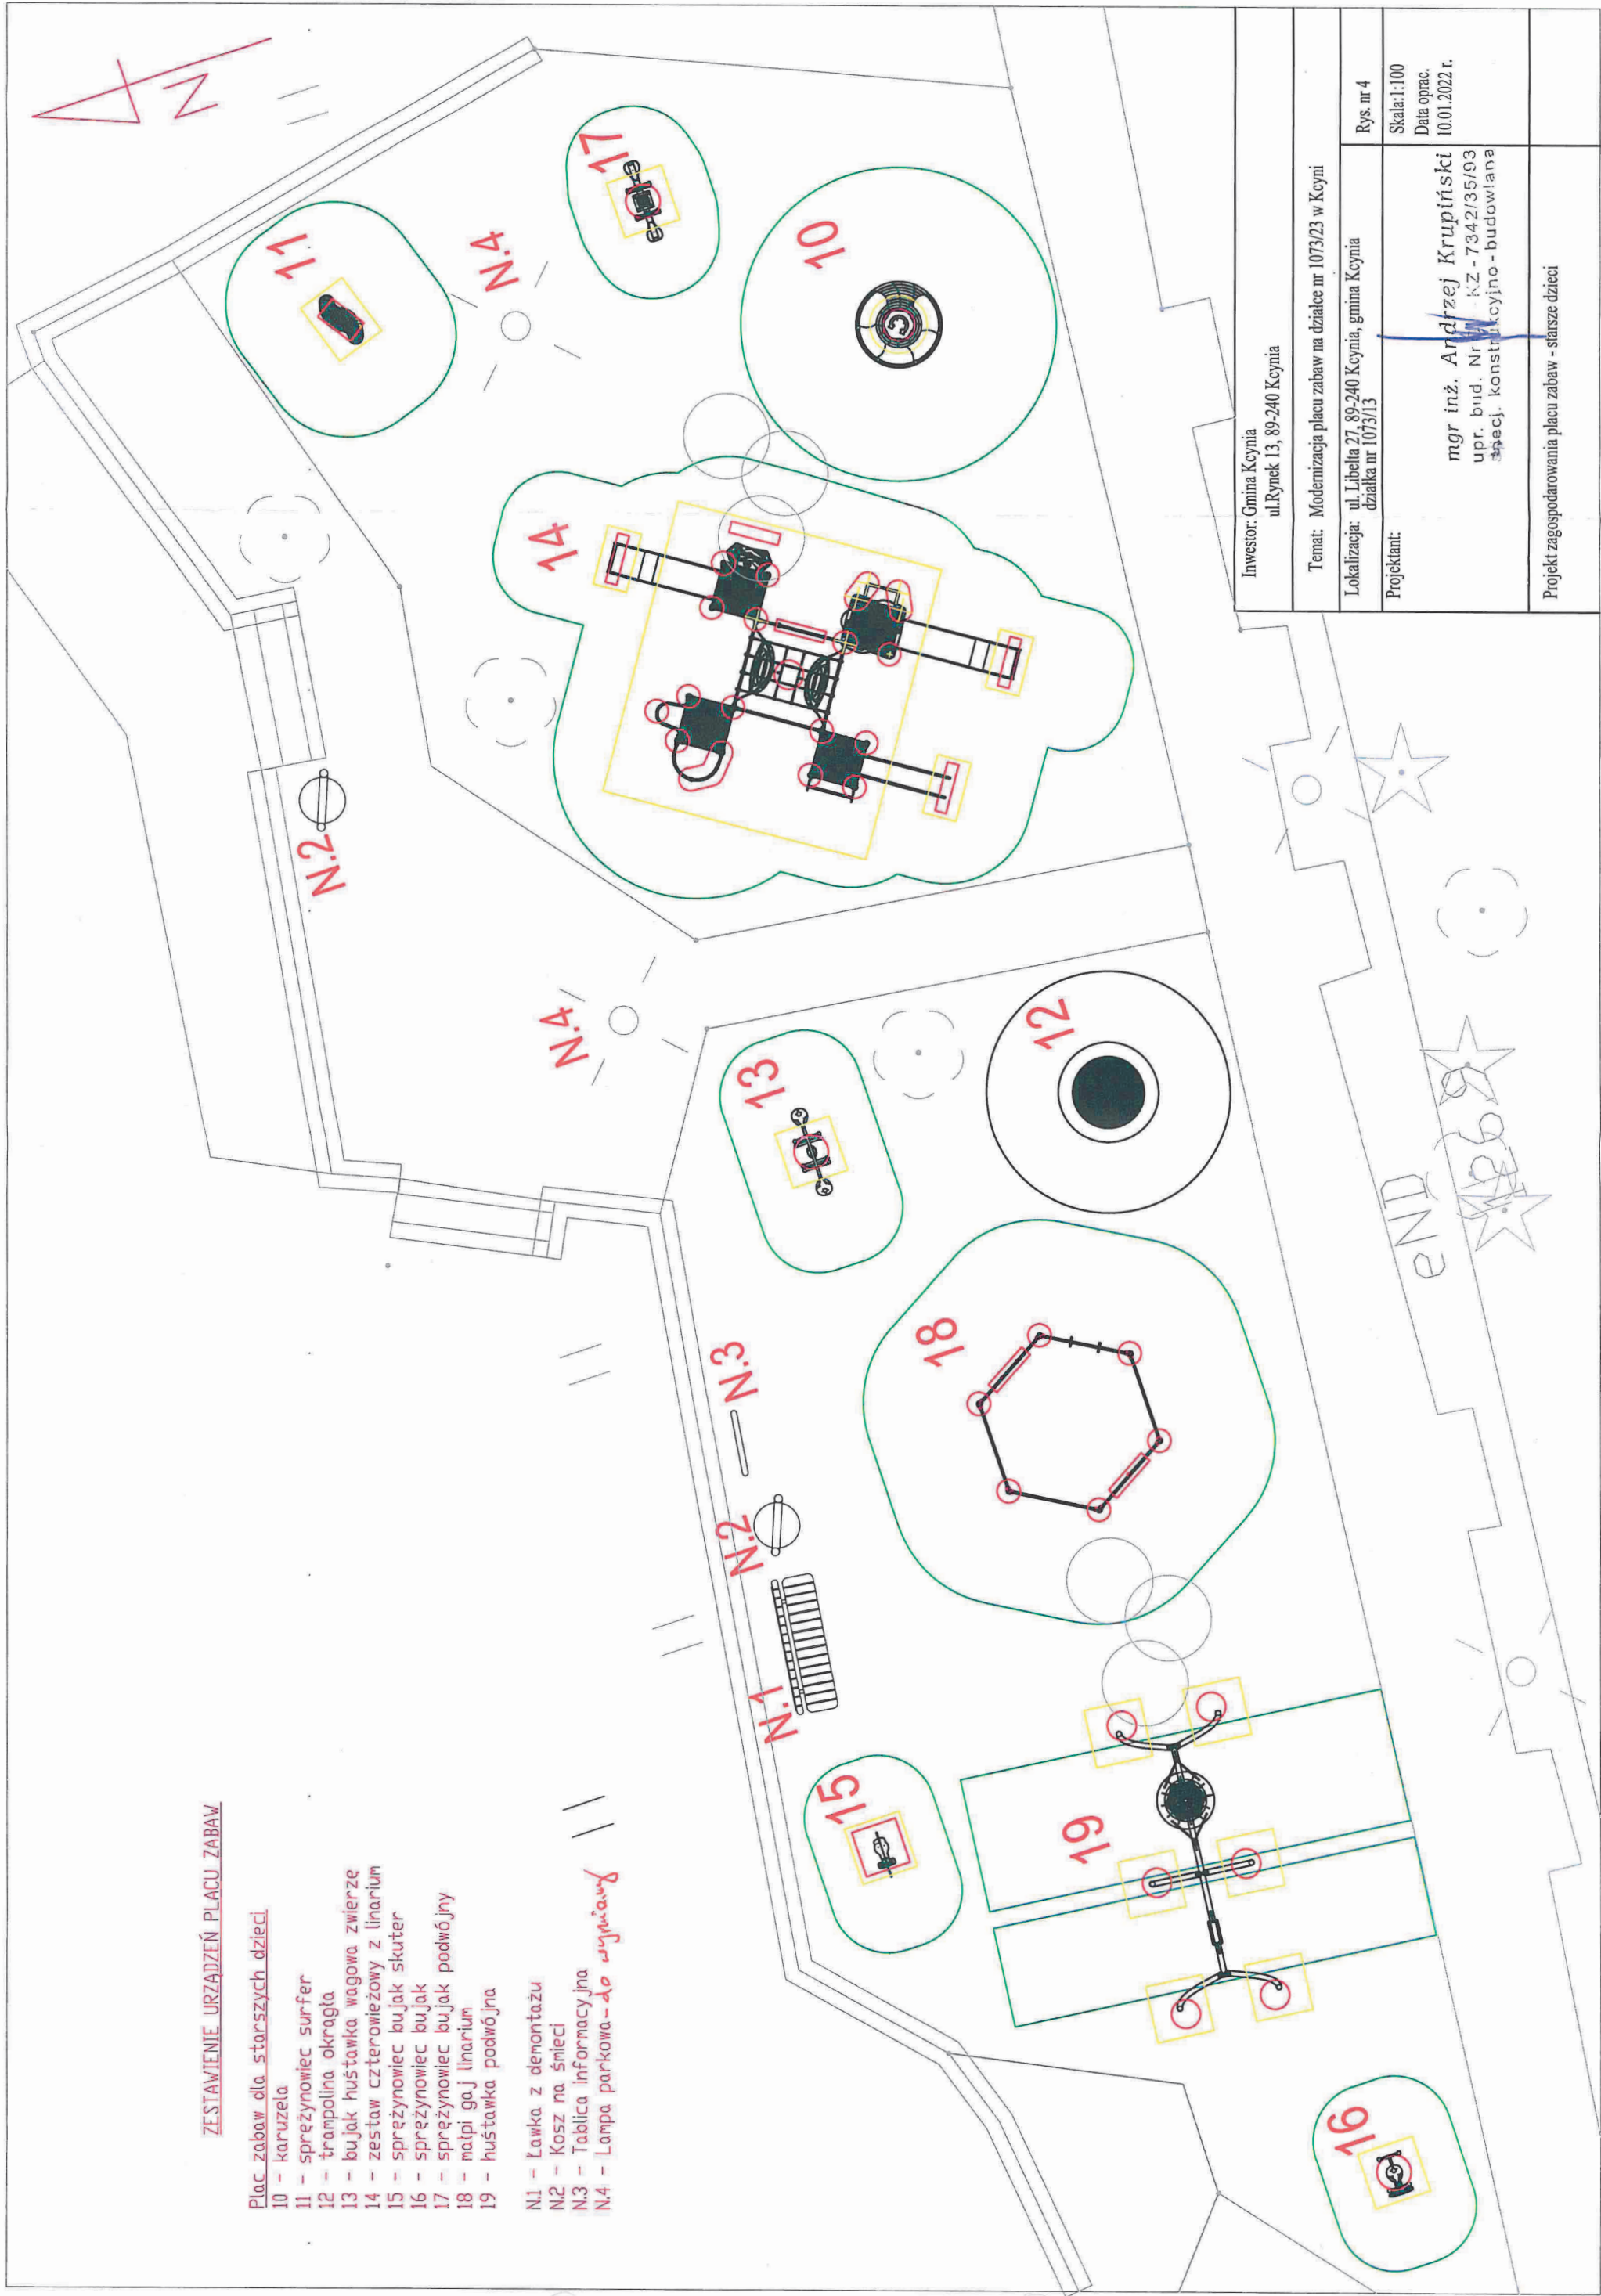 ZESTAWIENIE URZĄDZEŃ PLACU ZABAW
Plac zabaw dla starszych dzieci
10 - karuzela
11 - sprężynowiec surfer
12 - trampolina okrągła
13 - bujak huśtawka wagowa zwierzę
14 - zestaw czterowieżowy z linarium
15 - sprężynowiec bujak skuter
16 - sprężynowiec bujak
17 - sprężynowiec bujak podwójny
18 - małpi gaj linarium
19 - huśtawka podwójna
N.1 - Ławka z demontażu
N.2 - Kosz na śmieci
N.3 - Tablica informacyjna
N.4 - Lampa parkowa - do wymiany
N
11
17
N.4
10
14
N.2
N.4
13
12
N.3
18
N.2
N.1
15
19
16
eND
Inwestor: Gmina Kcynia
ul.Rynek 13, 89-240 Kcynia
Temat: Modernizacja placu zabaw na działce nr 1073/23 w Kcyni
Lokalizacja: ul. Libelta 27, 89-240 Kcynia, gmina Kcynia
działka nr 1073/13
Rys. nr 4
Projektant:
mgr inż. Andrzej Krupiński
upr. bud. Nr KZ - 7342/35/93
specj. konstrukcyjno - budowlana
Skala:1:100
Data oprac.
10.01.2022 r.
Projekt zagospodarowania placu zabaw - starsze dzieci